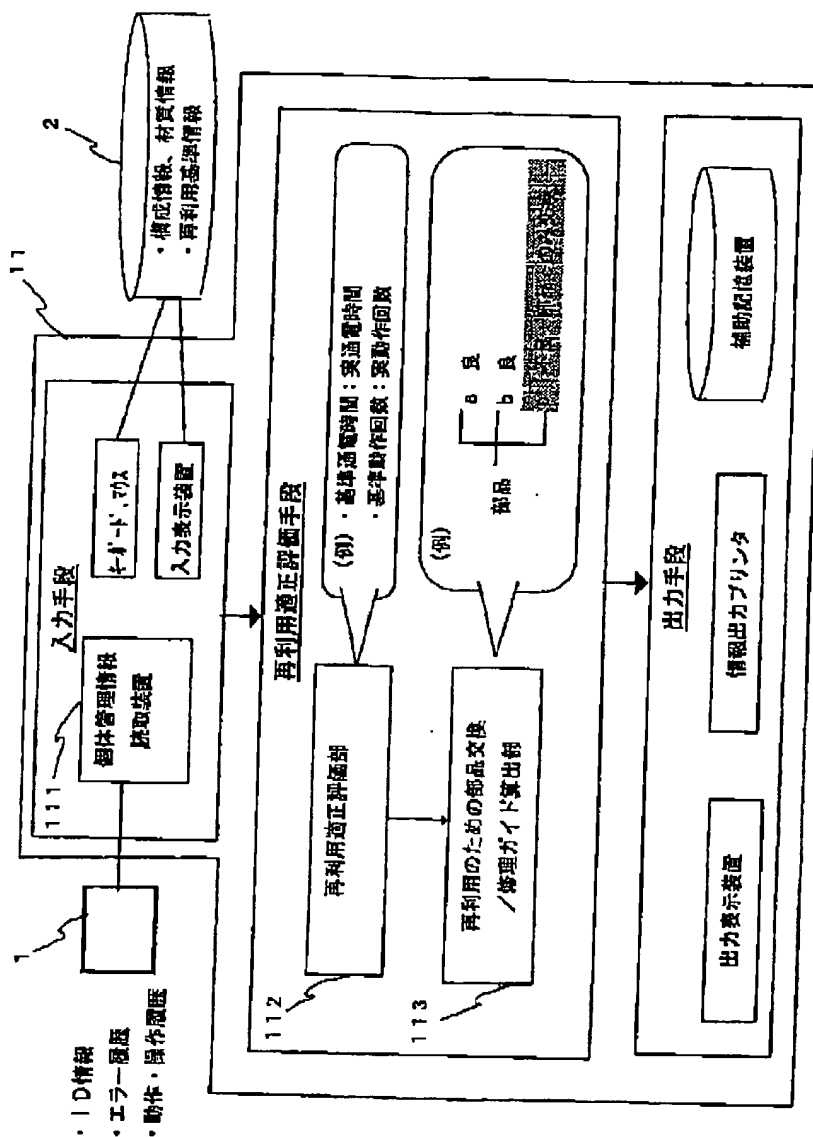 1
・ID情報
・エラー履歴
・動作・操作履歴
11
2
・構成情報、材質情報
・再利用基準情報
入力手段
111
個体管理情報
読取装置
キーボード、マウス
入力表示装置
再利用適正評価手段
112
再利用適正評価部
(例)・基準通電時間:実通電時間
・基準動作回数:実動作回数
113
再利用のための部品交換
/修理ガイド算出部
(例)
部品
a 良
b 良
出力手段
出力表示装置
情報出力プリンタ
補助記憶装置